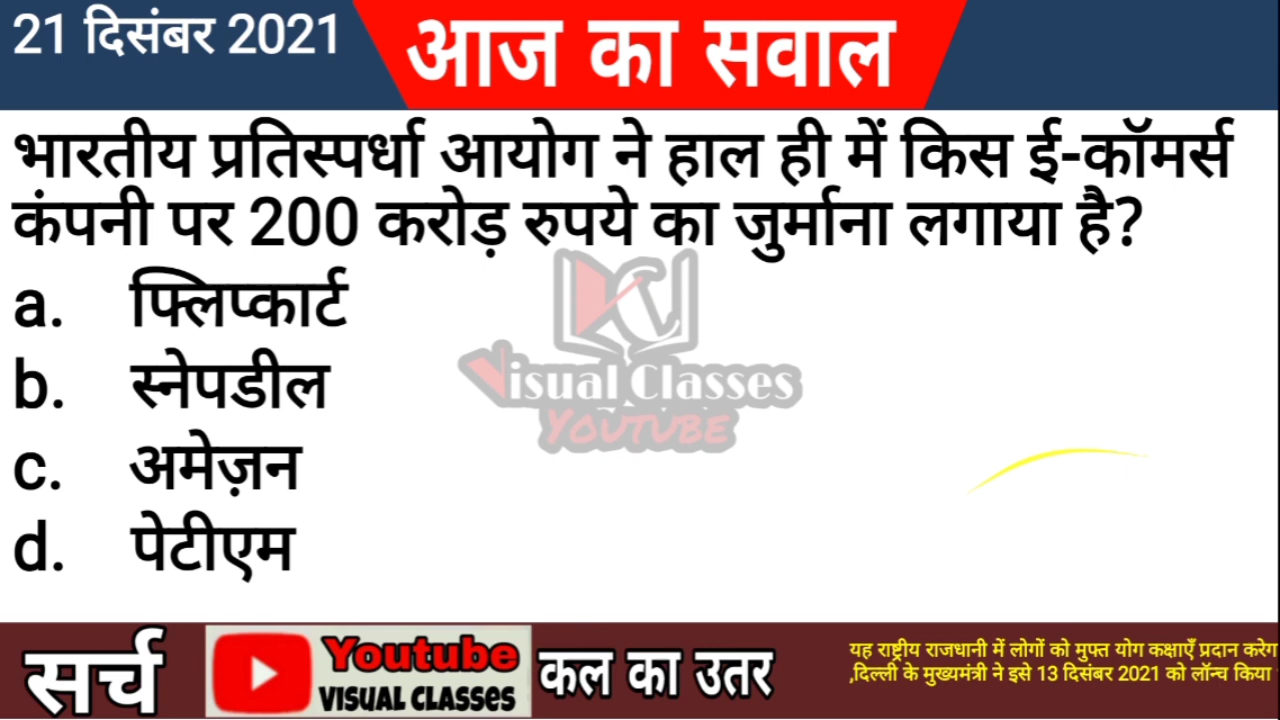 21 दिसंबर 2021
आज का सवाल
भारतीय प्रतिस्पर्धा आयोग ने हाल ही में किस ई-कॉमर्स
कंपनी पर 200 करोड़ रुपये का जुर्माना लगाया है?
a. फ्लिप्कार्ट
b. स्नेपडील
c. अमेज़न
d. पेटीएम
Visual Classes
YOUTUBE
सर्च
Youtube
VISUAL CLASSES
कल का उतर
यह राष्ट्रीय राजधानी में लोगों को मुफ्त योग कक्षाएँ प्रदान करेग
,दिल्ली के मुख्यमंत्री ने इसे 13 दिसंबर 2021 को लॉन्च किया